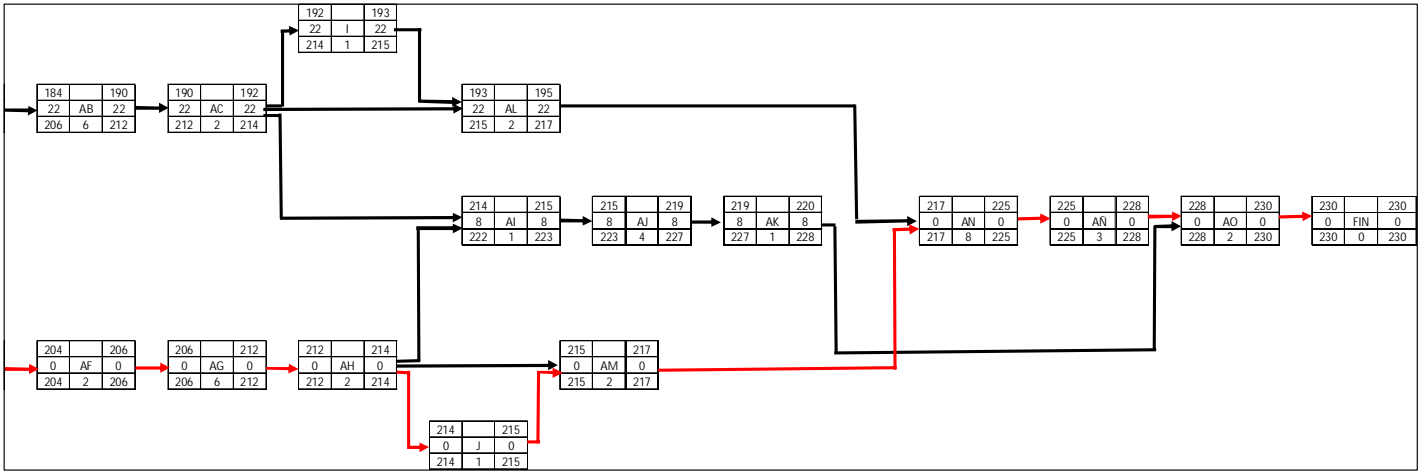 192 193
22 I 22
214 1 215
184 190
22 AB 22
206 6 212
190 192
22 AC 22
212 2 214
193 195
22 AL 22
215 2 217
214 215
8 AI 8
222 1 223
215 219
8 AJ 8
223 4 227
219 220
8 AK 8
227 1 228
217 225
0 AN 0
217 8 225
225 228
0 AÑ 0
225 3 228
228 230
0 AO 0
228 2 230
230 230
0 FIN 0
230 0 230
204 206
0 AF 0
204 2 206
206 212
0 AG 0
206 6 212
212 214
0 AH 0
212 2 214
215 217
0 AM 0
215 2 217
214 215
0 J 0
214 1 215